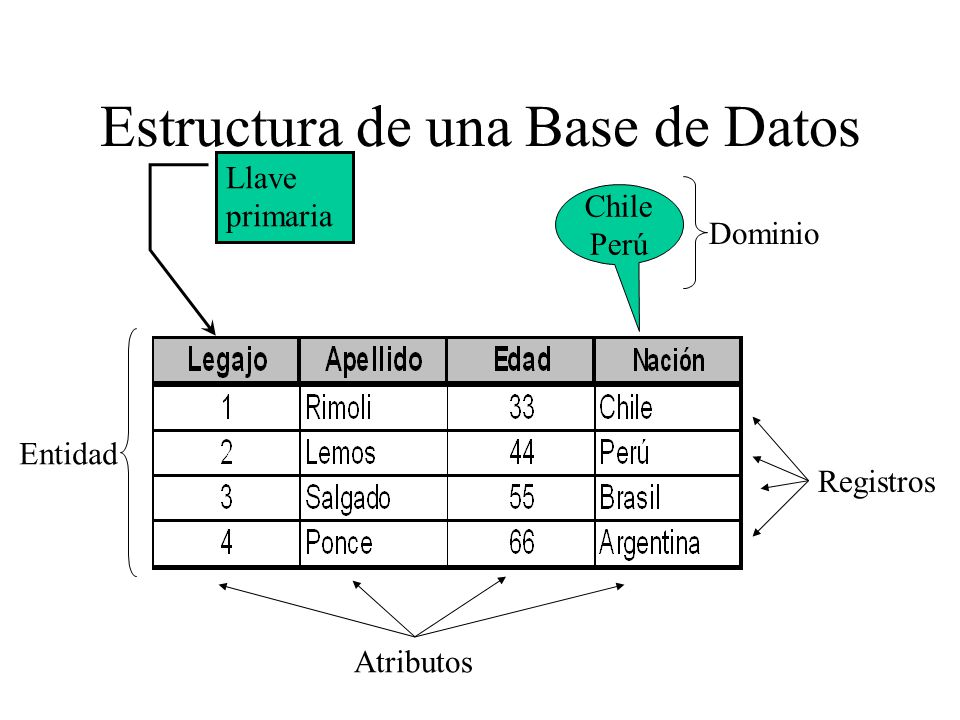 Estructura de una Base de Datos
Llave
primaria
Chile
Perú
Dominio
Entidad
Legajo Apellido Edad Nación
1 Rimoli 33 Chile
2 Lemos 44 Perú
3 Salgado 55 Brasil
4 Ponce 66 Argentina
Registros
Atributos